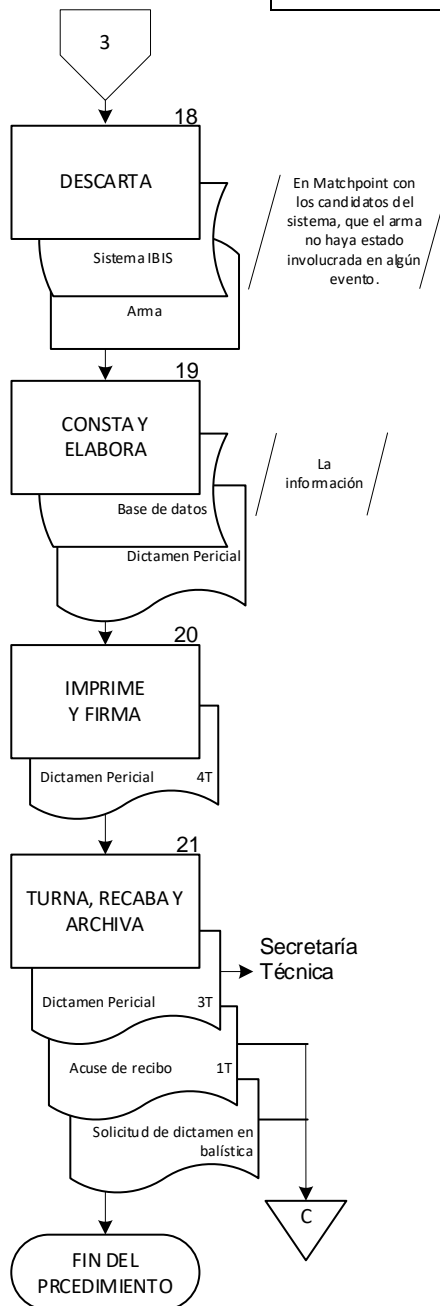 3
18
DESCARTA
Sistema IBIS
Arma
En Matchpoint con
los candidatos del
sistema, que el arma
no haya estado
involucrada en algún
evento.
19
CONSTA Y
ELABORA
Base de datos
Dictamen Pericial
La
información
20
IMPRIME
Y FIRMA
Dictamen Pericial 4T
21
TURNA, RECABA Y
ARCHIVA
Dictamen Pericial 3T
Secretaría
Técnica
Acuse de recibo 1T
Solicitud de dictamen en
balística
C
FIN DEL
PRCEDIMIENTO